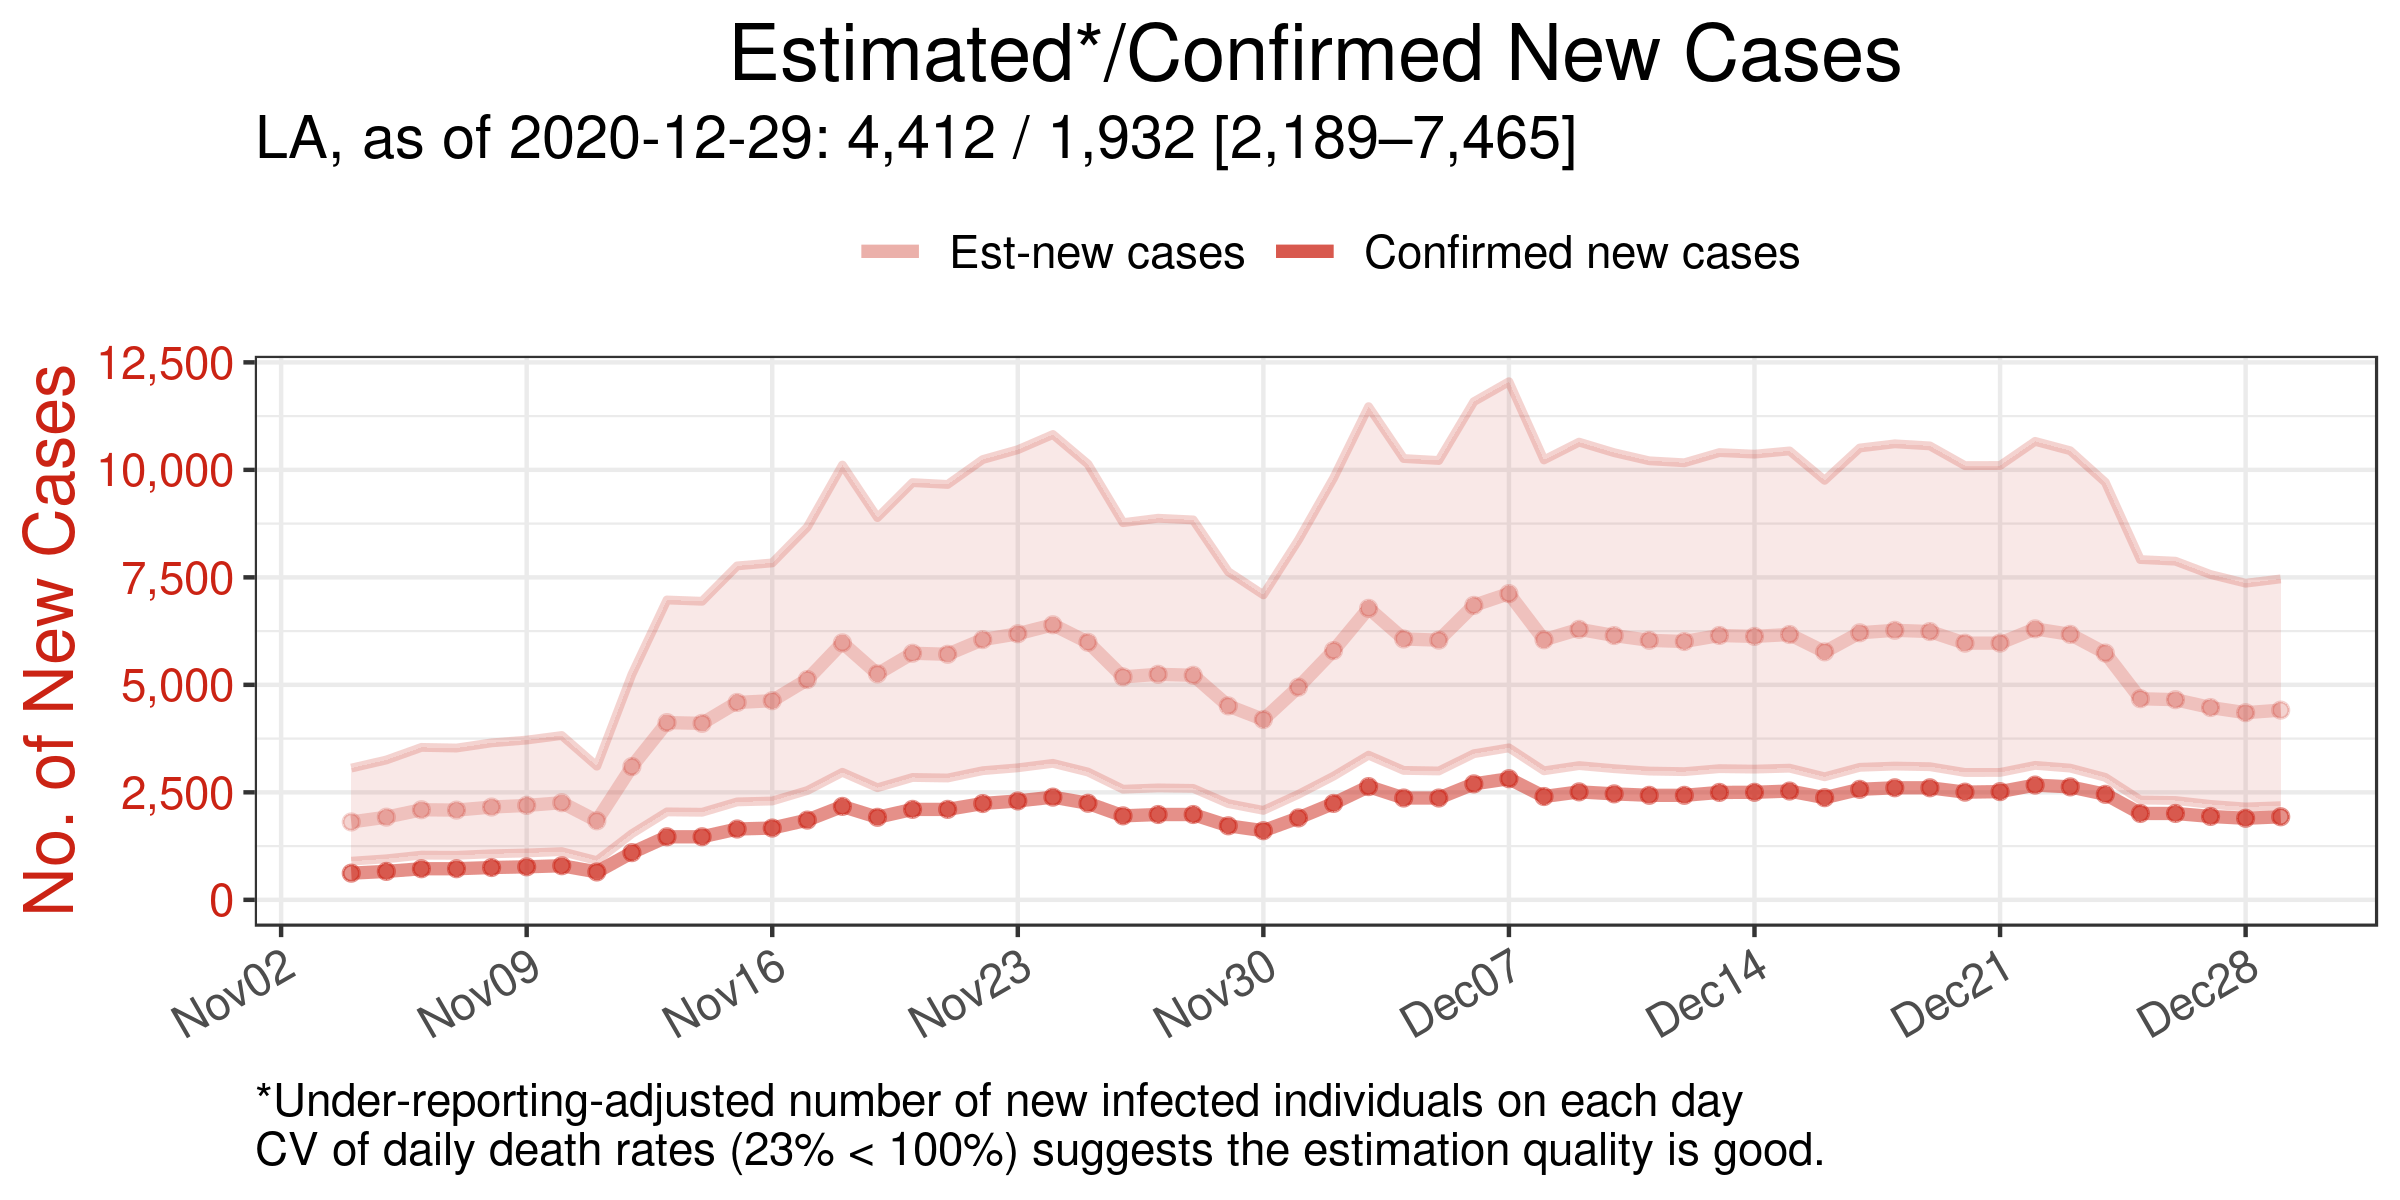 Estimated*/Confirmed New Cases
LA, as of 2020-12-29: 4,412 / 1,932 [2,189–7,465]
Est-new cases
Confirmed new cases
No. of New Cases
12,500
10,000
7,500
5,000
2,500
0
Nov02
Nov09
Nov16
Nov23
Nov30
Dec07
Dec14
Dec21
Dec28
*Under-reporting-adjusted number of new infected individuals on each day
CV of daily death rates (23% < 100%) suggests the estimation quality is good.